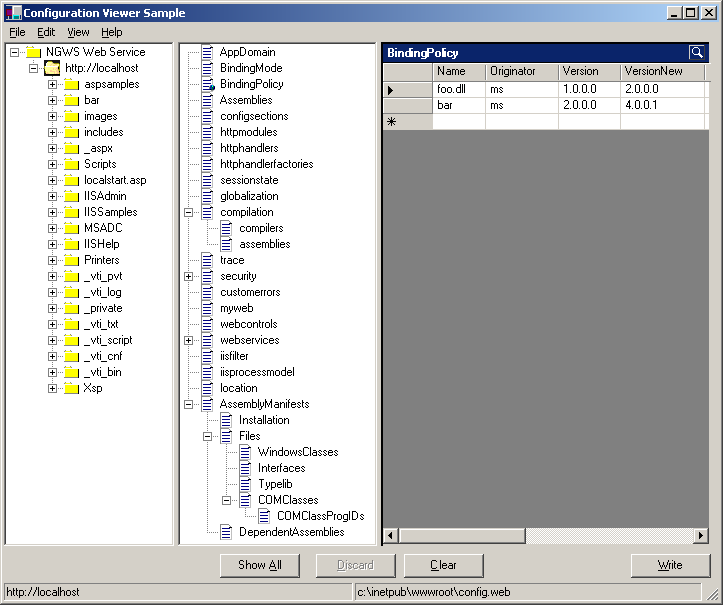 Configuration Viewer Sample
File Edit View Help
NGWS Web Service
http://localhost
aspsamples
bar
images
includes
_aspx
Scripts
localstart.asp
IISAdmin
IISSamples
MSADC
IISHelp
Printers
_vti_pvt
_vti_log
_private
_vti_txt
_vti_script
_vti_cnf
_vti_bin
Xsp
AppDomain
BindingMode
BindingPolicy
Assemblies
configsections
httpmodules
httphandlers
httphandlerfactories
sessionstate
globalization
compilation
compilers
assemblies
trace
security
customerrors
myweb
webcontrols
webservices
iisfilter
iisprocessmodel
location
AssemblyManifests
Installation
Files
WindowsClasses
Interfaces
Typelib
COMClasses
COMClassProgIDs
DependentAssemblies
BindingPolicy
Name Originator Version VersionNew
foo.dll ms 1.0.0.0 2.0.0.0
bar ms 2.0.0.0 4.0.0.1
Show All Discard Clear Write
http://localhost c:\inetpub\wwwroot\config.web